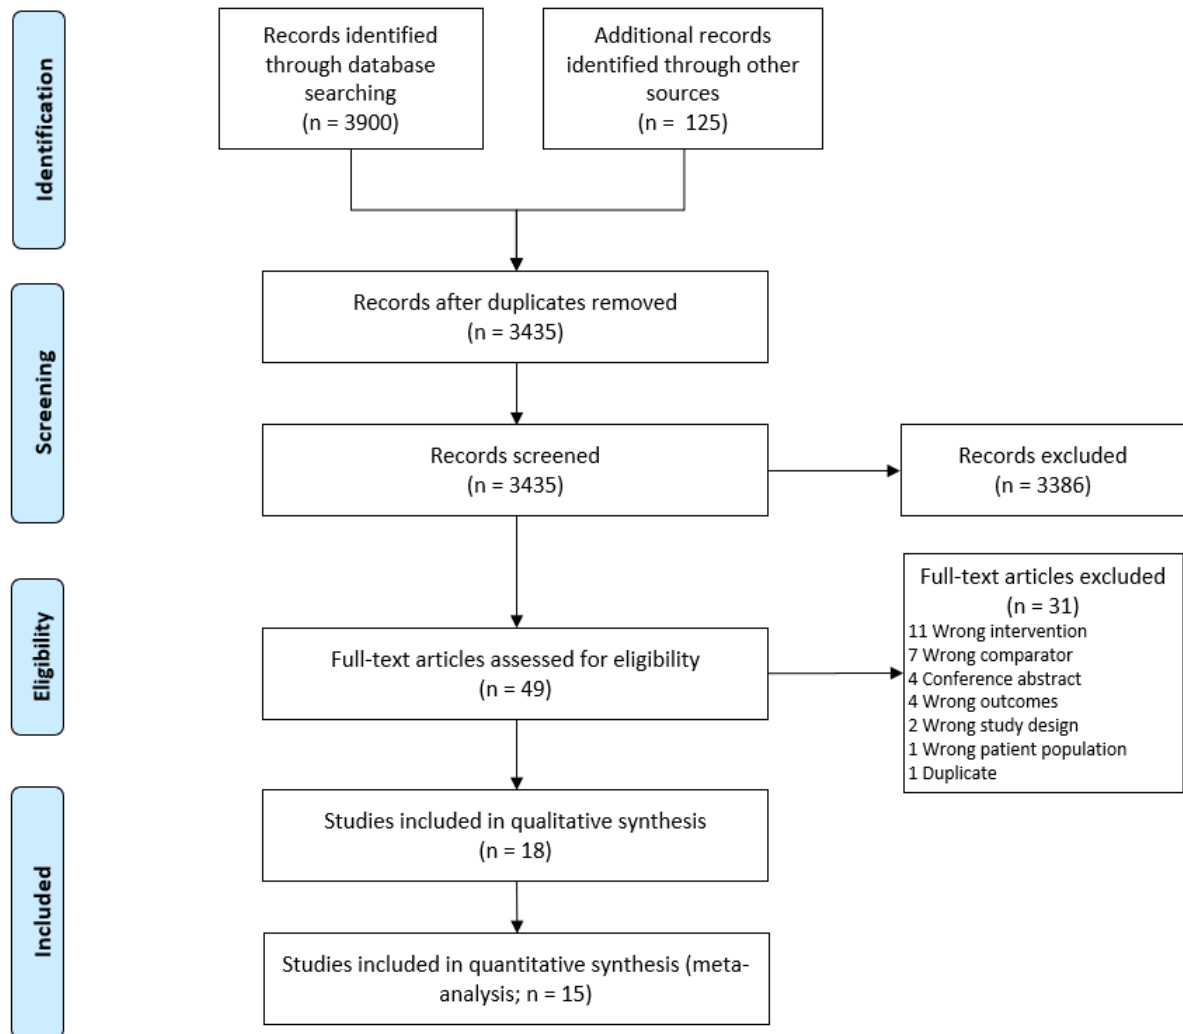 Identification
Records identified
through database
searching
(n = 3900)
Additional records
identified through other
sources
(n = 125)
Screening
Records after duplicates removed
(n = 3435)
Records screened
(n = 3435)
Records excluded
(n = 3386)
Eligibility
Full-text articles assessed for eligibility
(n = 49)
Full-text articles excluded
(n = 31)
11 Wrong intervention
7 Wrong comparator
4 Conference abstract
4 Wrong outcomes
2 Wrong study design
1 Wrong patient population
1 Duplicate
Included
Studies included in qualitative synthesis
(n = 18)
Studies included in quantitative synthesis (meta-
analysis; n = 15)